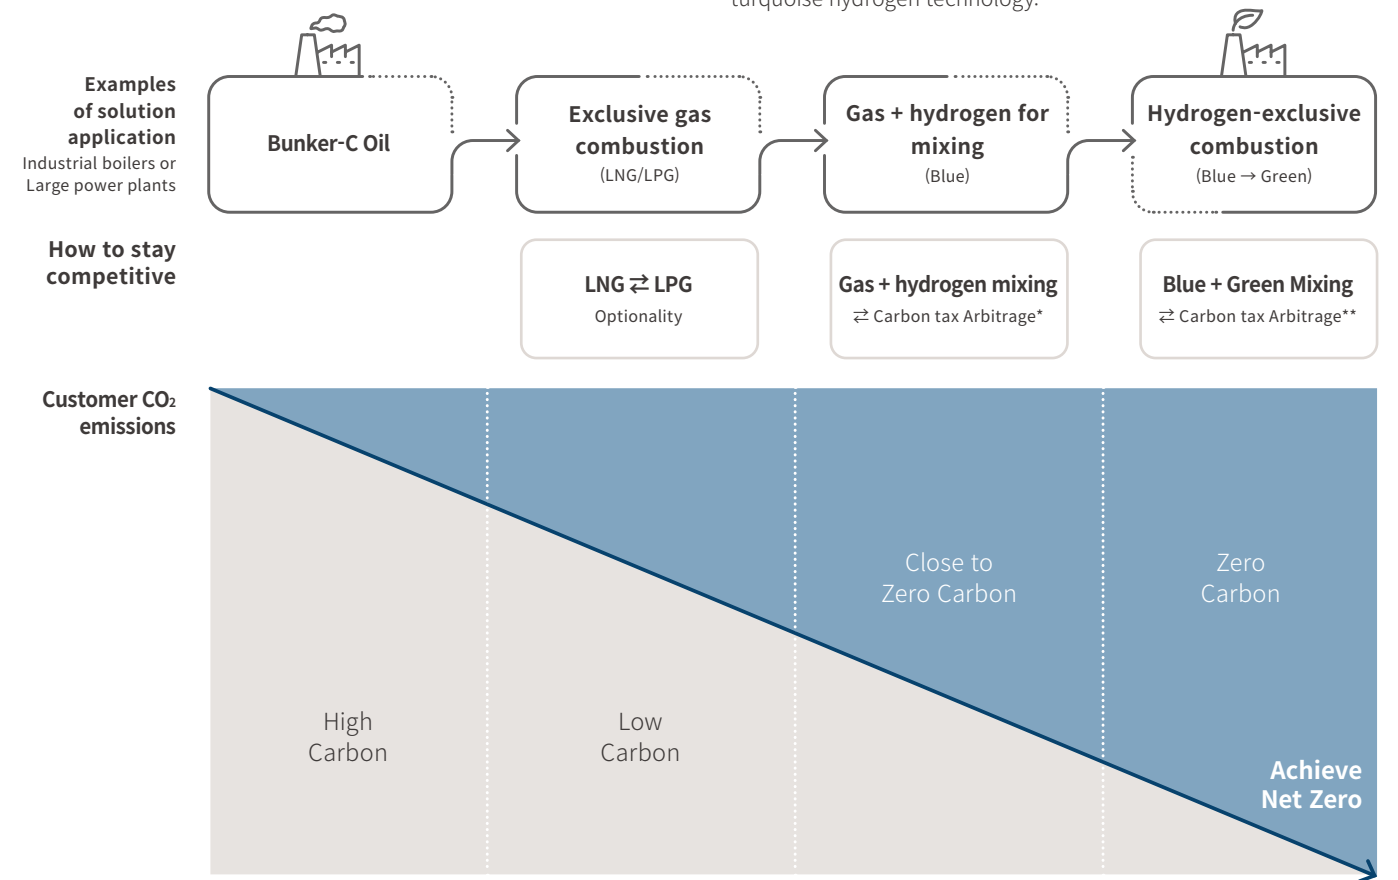 turquoise hydrogen technology.
Examples
of solution
application
Industrial boilers or
Large power plants
Bunker-C Oil
Exclusive gas
combustion
(LNG/LPG)
Gas + hydrogen for
mixing
(Blue)
Hydrogen-exclusive
combustion
(Blue → Green)
How to stay
competitive
LNG ⇄ LPG
Optionality
Gas + hydrogen mixing
⇄ Carbon tax Arbitrage*
Blue + Green Mixing
⇄ Carbon tax Arbitrage**
Customer CO₂
emissions
High
Carbon
Low
Carbon
Close to
Zero Carbon
Zero
Carbon
Achieve
Net Zero